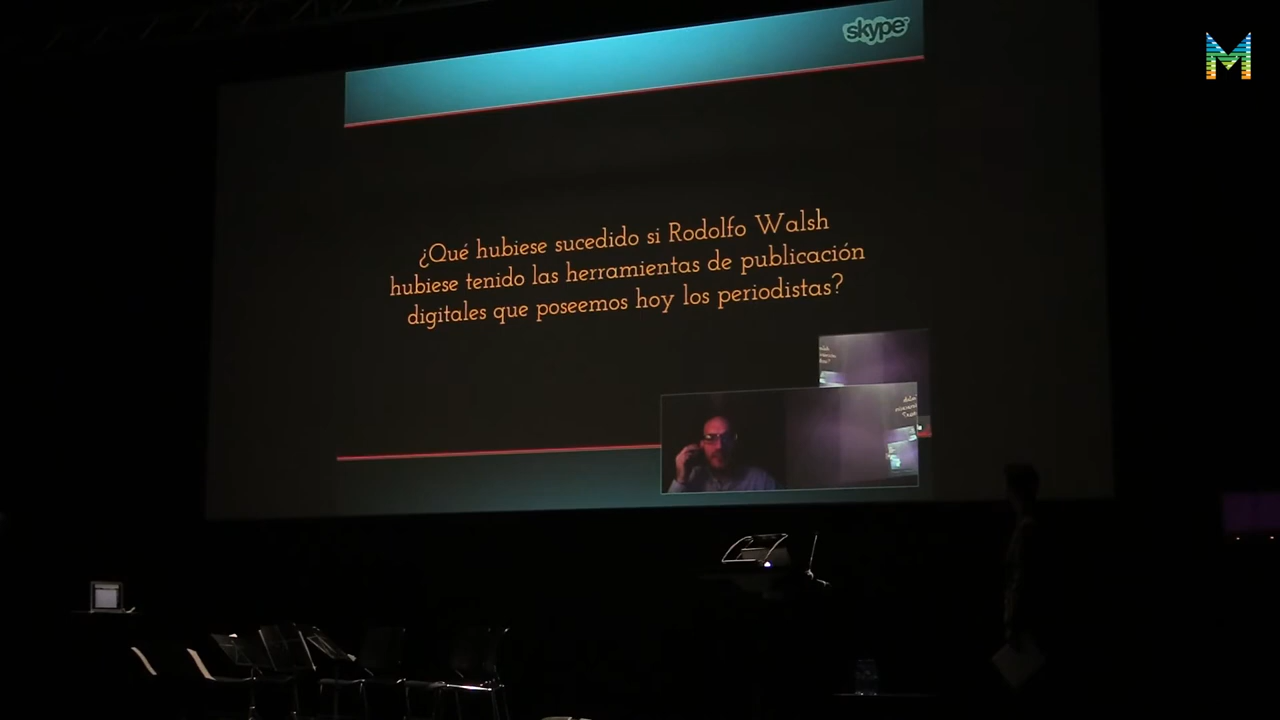 skype
M
¿Qué hubiese sucedido si Rodolfo Walsh
hubiese tenido las herramientas de publicación
digitales que poseemos hoy los periodistas?